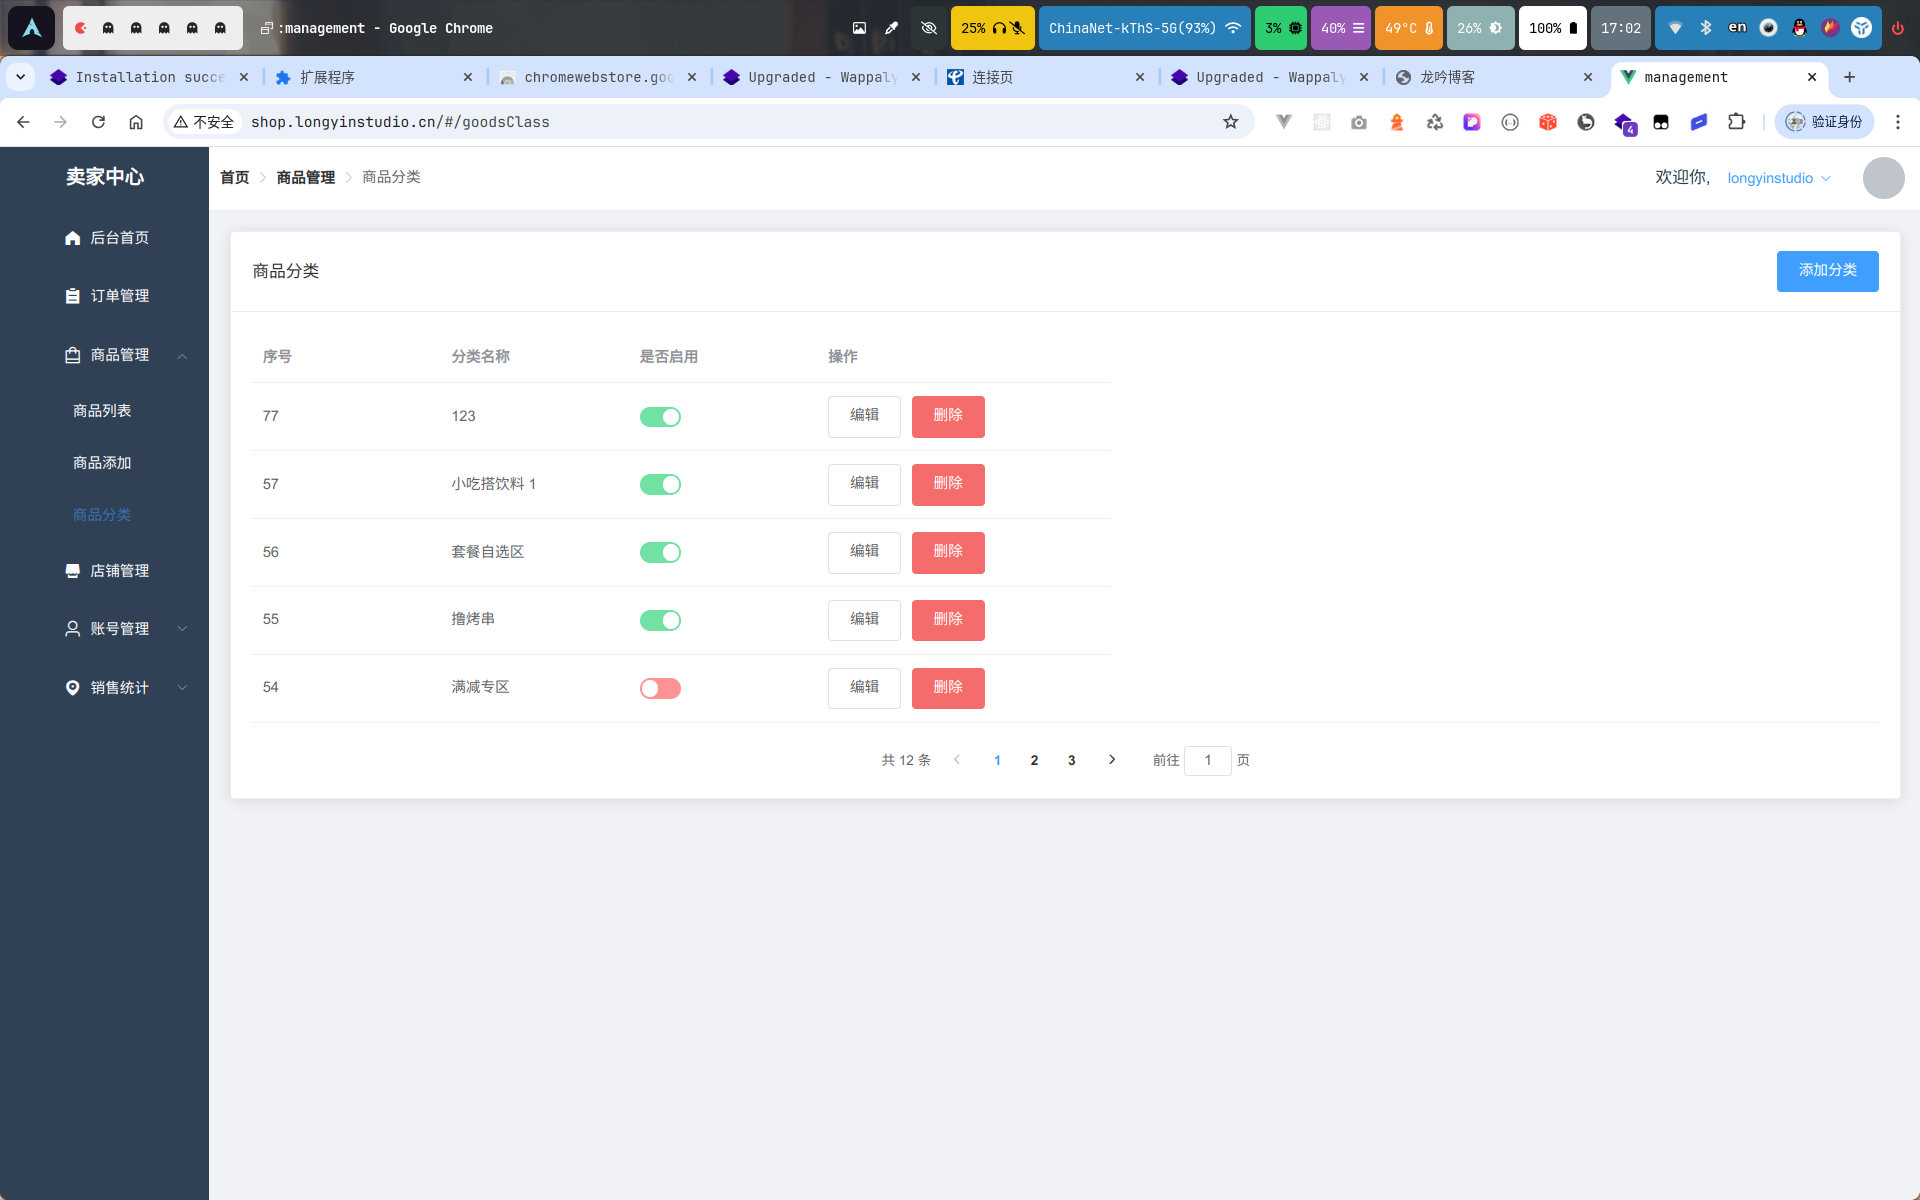 :management - Google Chrome
25%
ChinaNet-kThS-5G(93%)
3%
40%
49°C
26%
100%
17:02
en
Installation succe
扩展程序
chromewebstore.goo
Upgraded - Wappaly
连接页
Upgraded - Wappaly
龙吟博客
management
不安全
shop.longyinstudio.cn/#/goodsClass
4
验证身份
卖家中心
首页
商品管理
商品分类
欢迎你,
longyinstudio
后台首页
订单管理
商品管理
商品列表
商品添加
商品分类
店铺管理
账号管理
销售统计
商品分类
添加分类
序号 分类名称 是否启用 操作
77 123 编辑 删除
57 小吃搭饮料 1 编辑 删除
56 套餐自选区 编辑 删除
55 撸烤串 编辑 删除
54 满减专区 编辑 删除
共 12 条 1 2 3 前往 1 页